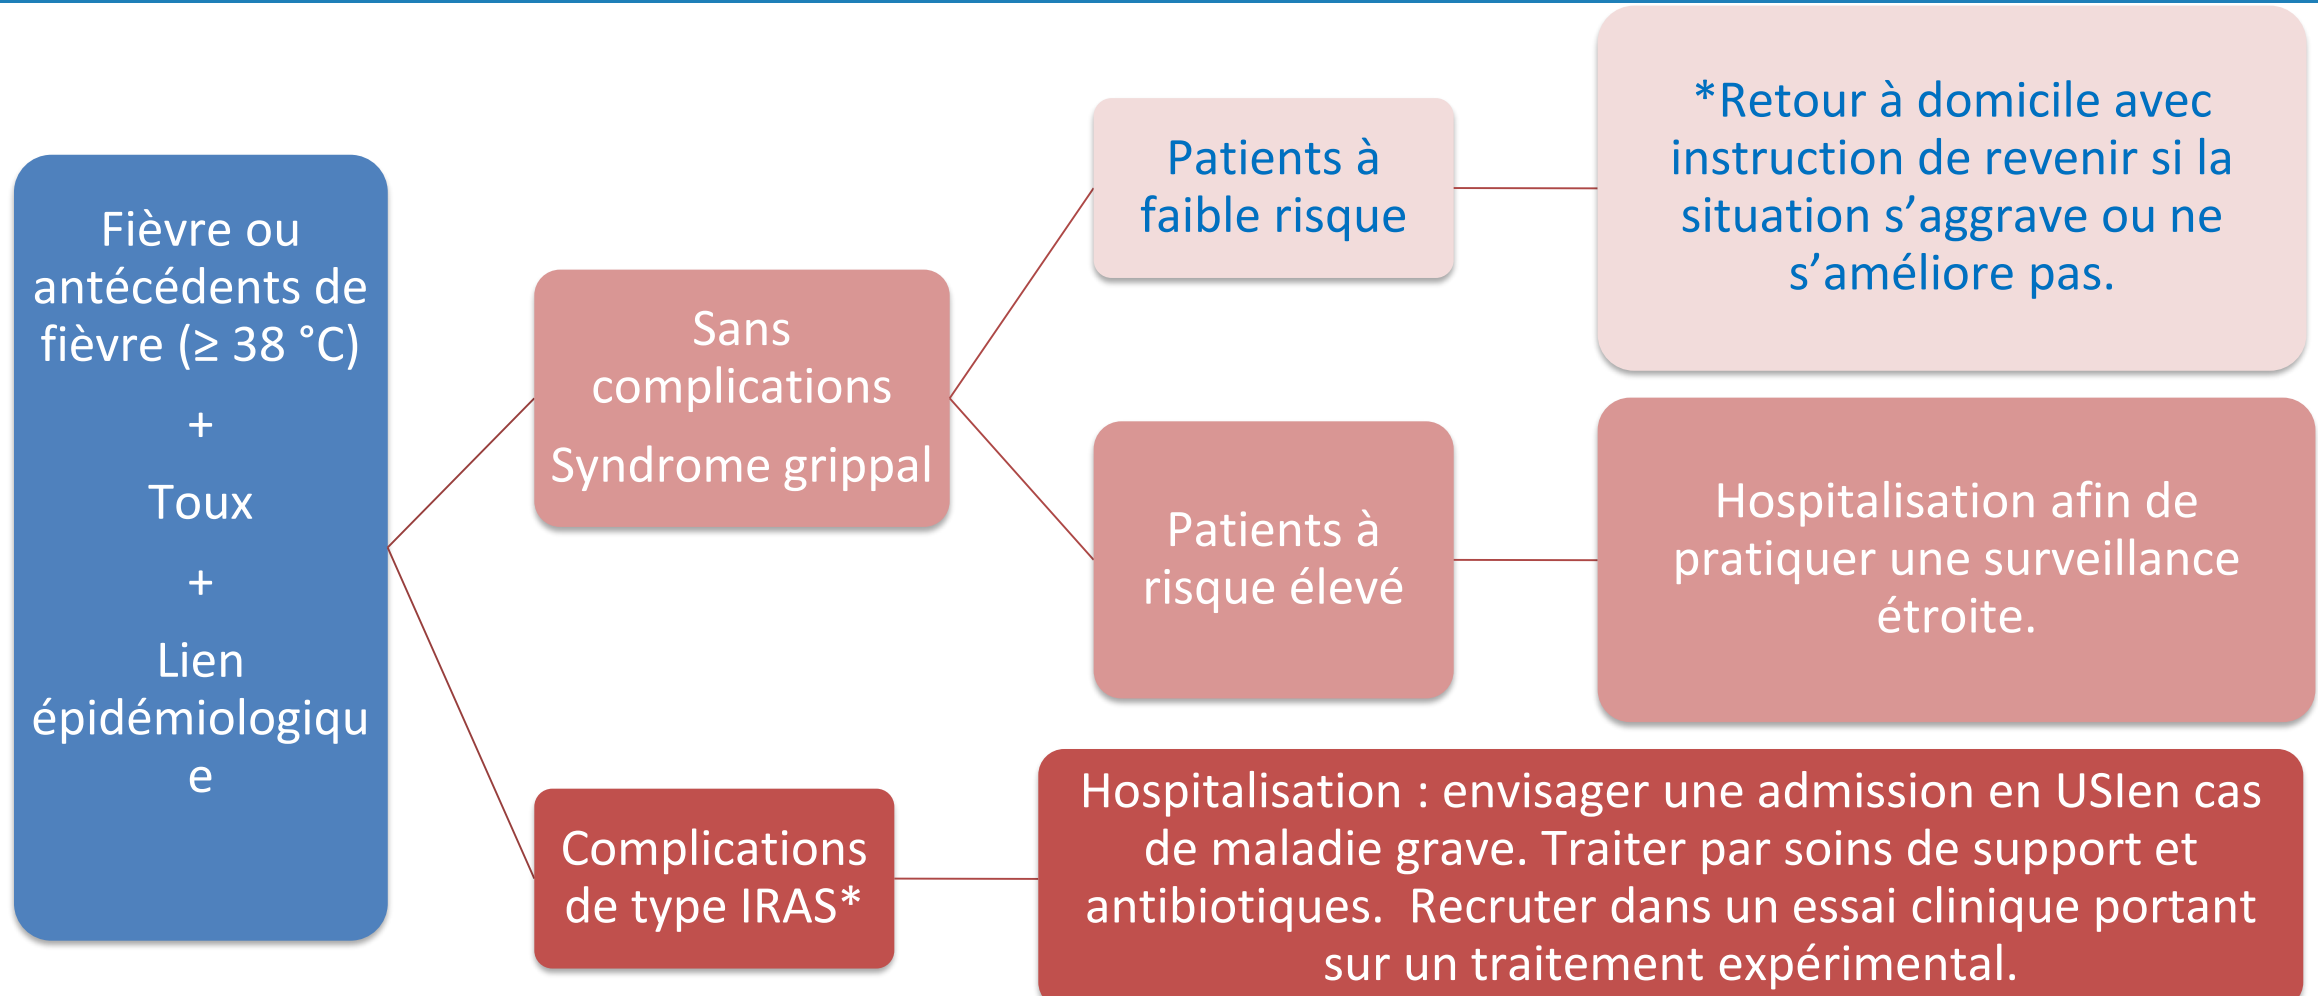 Fièvre ou
antécédents de
fièvre (≥ 38 °C)
+
Toux
+
Lien
épidémiologiqu
e
Sans
complications
Syndrome grippal
Patients à
faible risque
*Retour à domicile avec
instruction de revenir si la
situation s’aggrave ou ne
s’améliore pas.
Patients à
risque élevé
Hospitalisation afin de
pratiquer une surveillance
étroite.
Complications
de type IRAS*
Hospitalisation : envisager une admission en USIen cas
de maladie grave. Traiter par soins de support et
antibiotiques.  Recruter dans un essai clinique portant
sur un traitement expérimental.